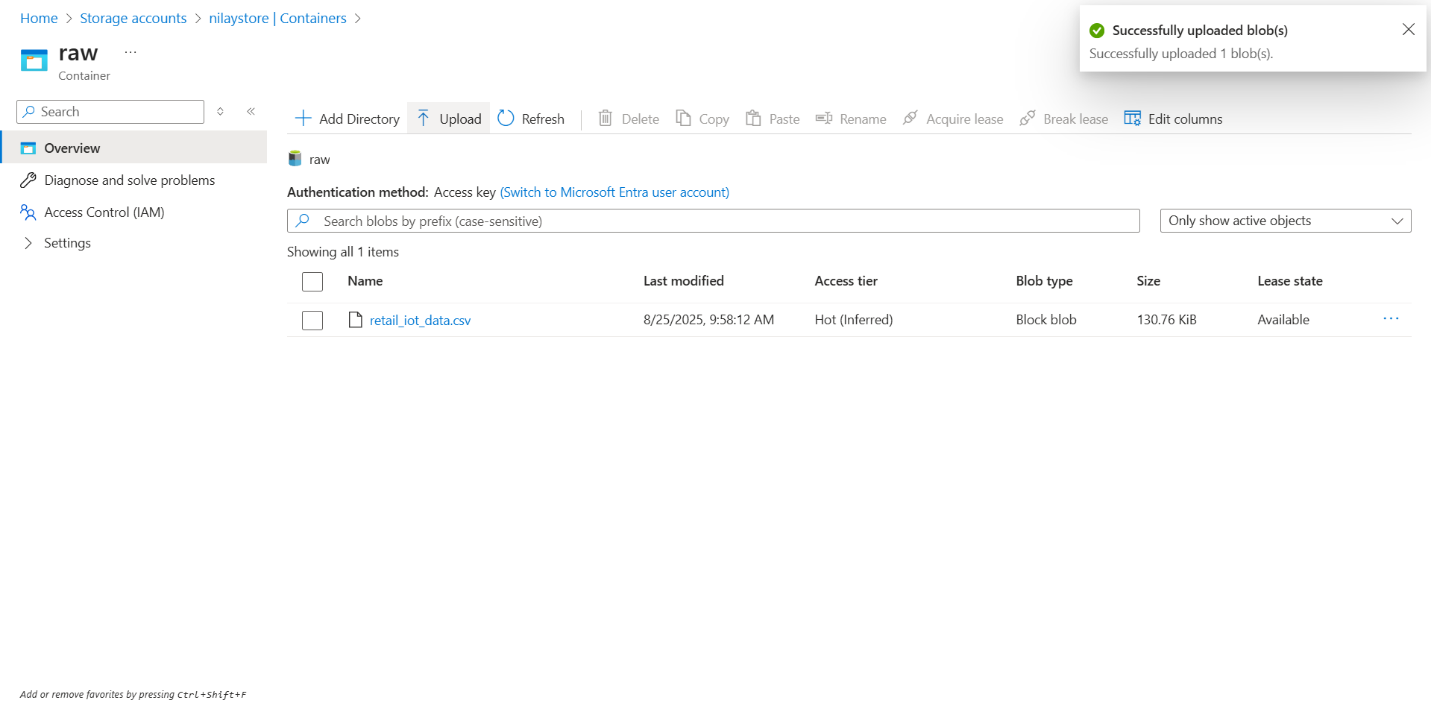 Home > Storage accounts > nilaystore | Containers >
Successfully uploaded blob(s)
Successfully uploaded 1 blob(s).
raw ...
Container
Search
Add Directory Upload Refresh Delete Copy Paste Rename Acquire lease Break lease Edit columns
Overview
Diagnose and solve problems
Access Control (IAM)
Settings
raw
Authentication method: Access key (Switch to Microsoft Entra user account)
Search blobs by prefix (case-sensitive)
Only show active objects
Showing all 1 items
Name Last modified Access tier Blob type Size Lease state
retail_iot_data.csv 8/25/2025, 9:58:12 AM Hot (Inferred) Block blob 130.76 KiB Available ...
Add or remove favorites by pressing Ctrl+Shift+F